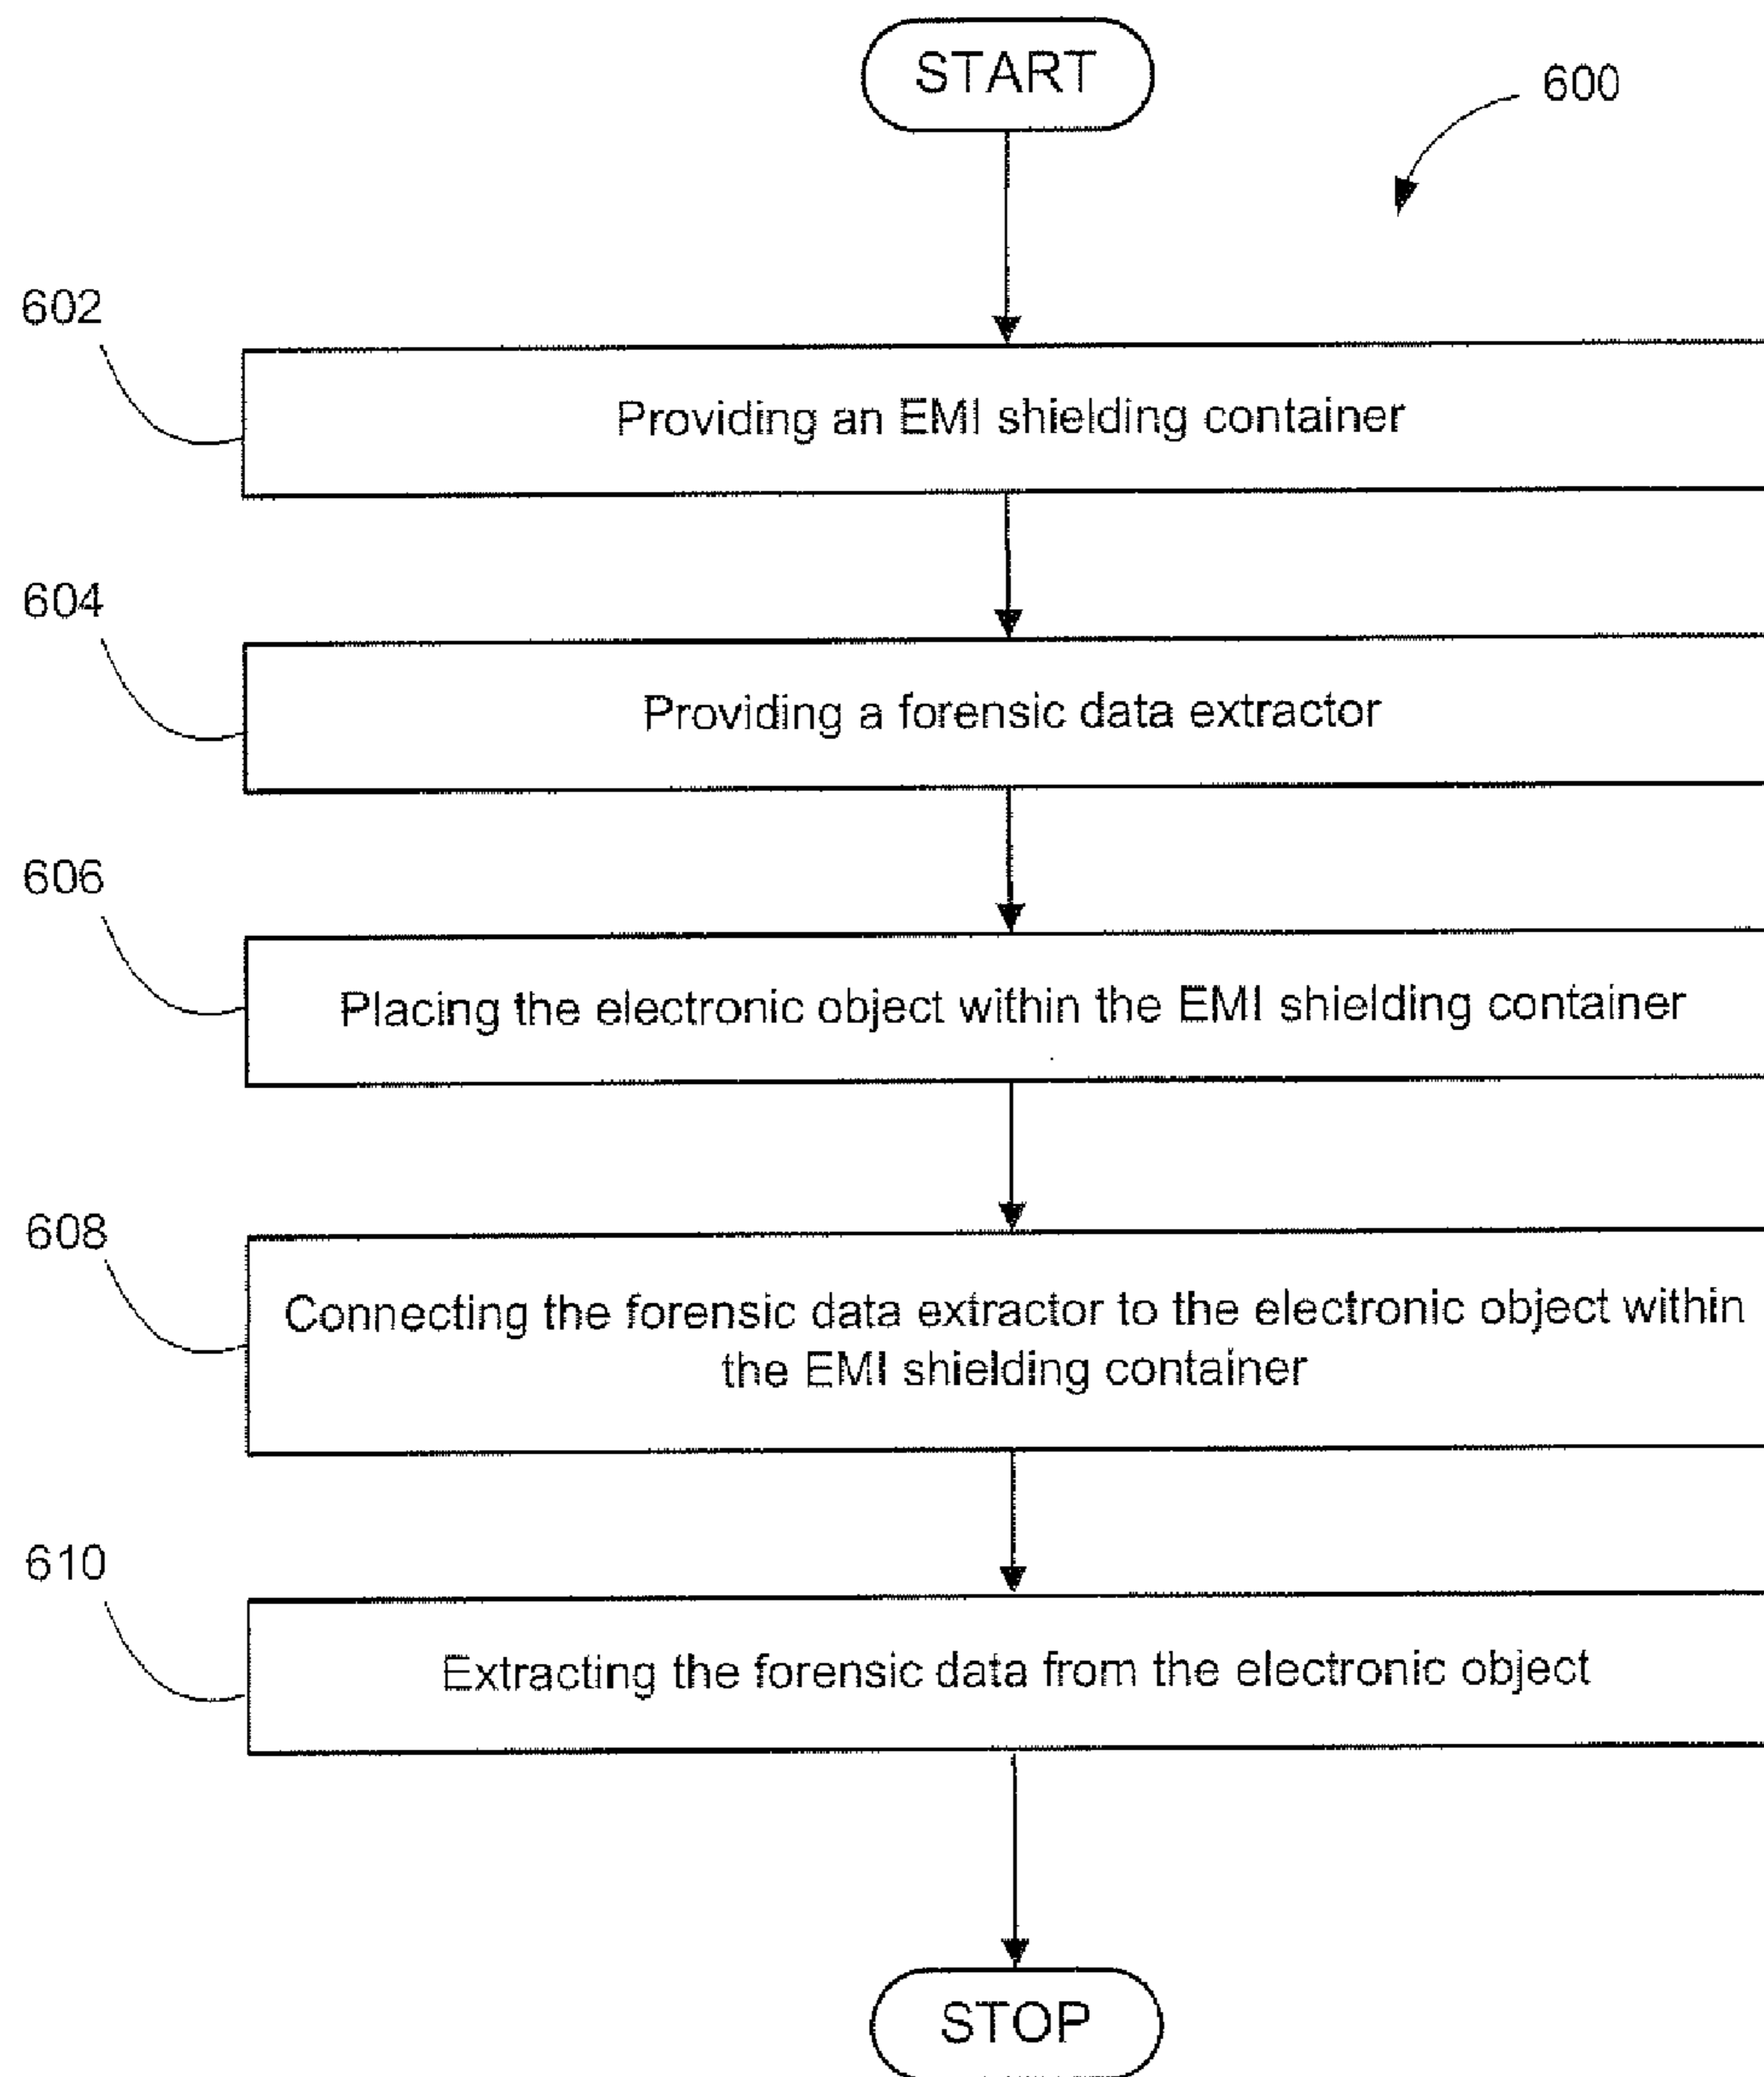 START
600
602
Providing an EMI shielding container
604
Providing a forensic data extractor
606
Placing the electronic object within the EMI shielding container
608
Connecting the forensic data extractor to the electronic object within
the EMI shielding container
610
Extracting the forensic data from the electronic object
STOP